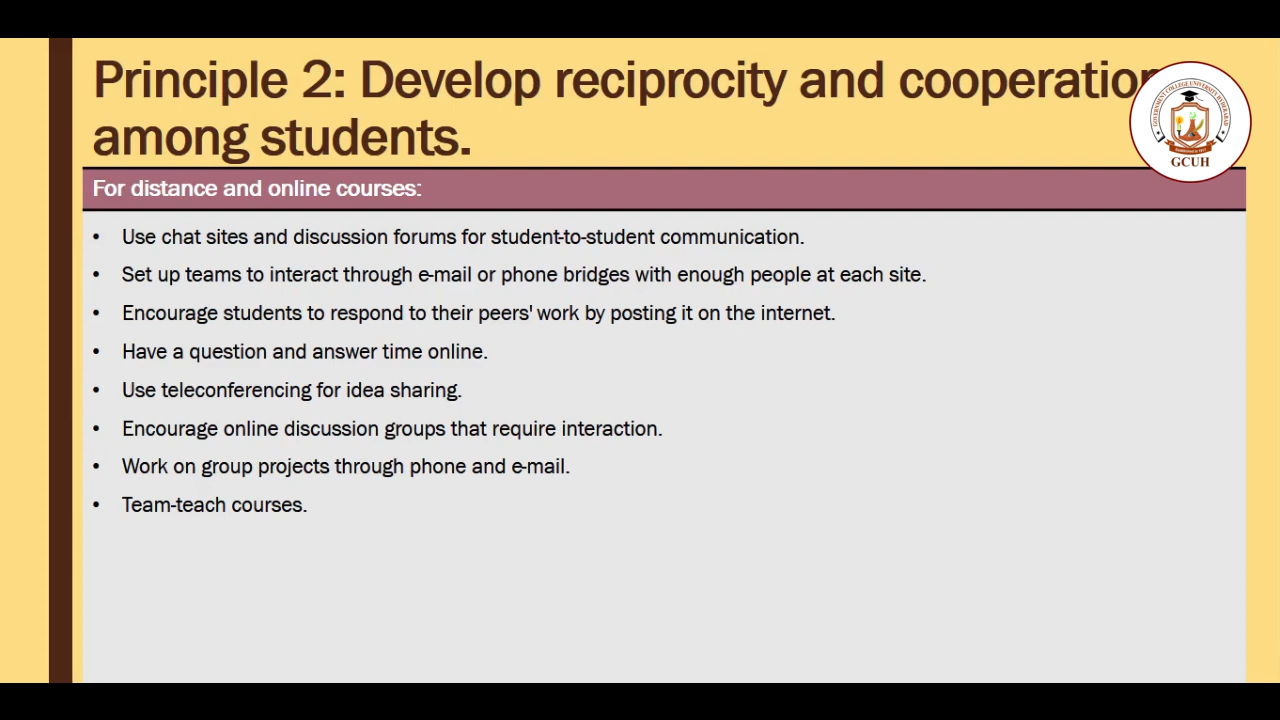 Principle 2: Develop reciprocity and cooperation
among students.
GOVERNMENT COLLEGE UNIVERSITY, HYDERABAD
GCUH
For distance and online courses:
• Use chat sites and discussion forums for student-to-student communication.
• Set up teams to interact through e-mail or phone bridges with enough people at each site.
• Encourage students to respond to their peers' work by posting it on the internet.
• Have a question and answer time online.
• Use teleconferencing for idea sharing.
• Encourage online discussion groups that require interaction.
• Work on group projects through phone and e-mail.
• Team-teach courses.